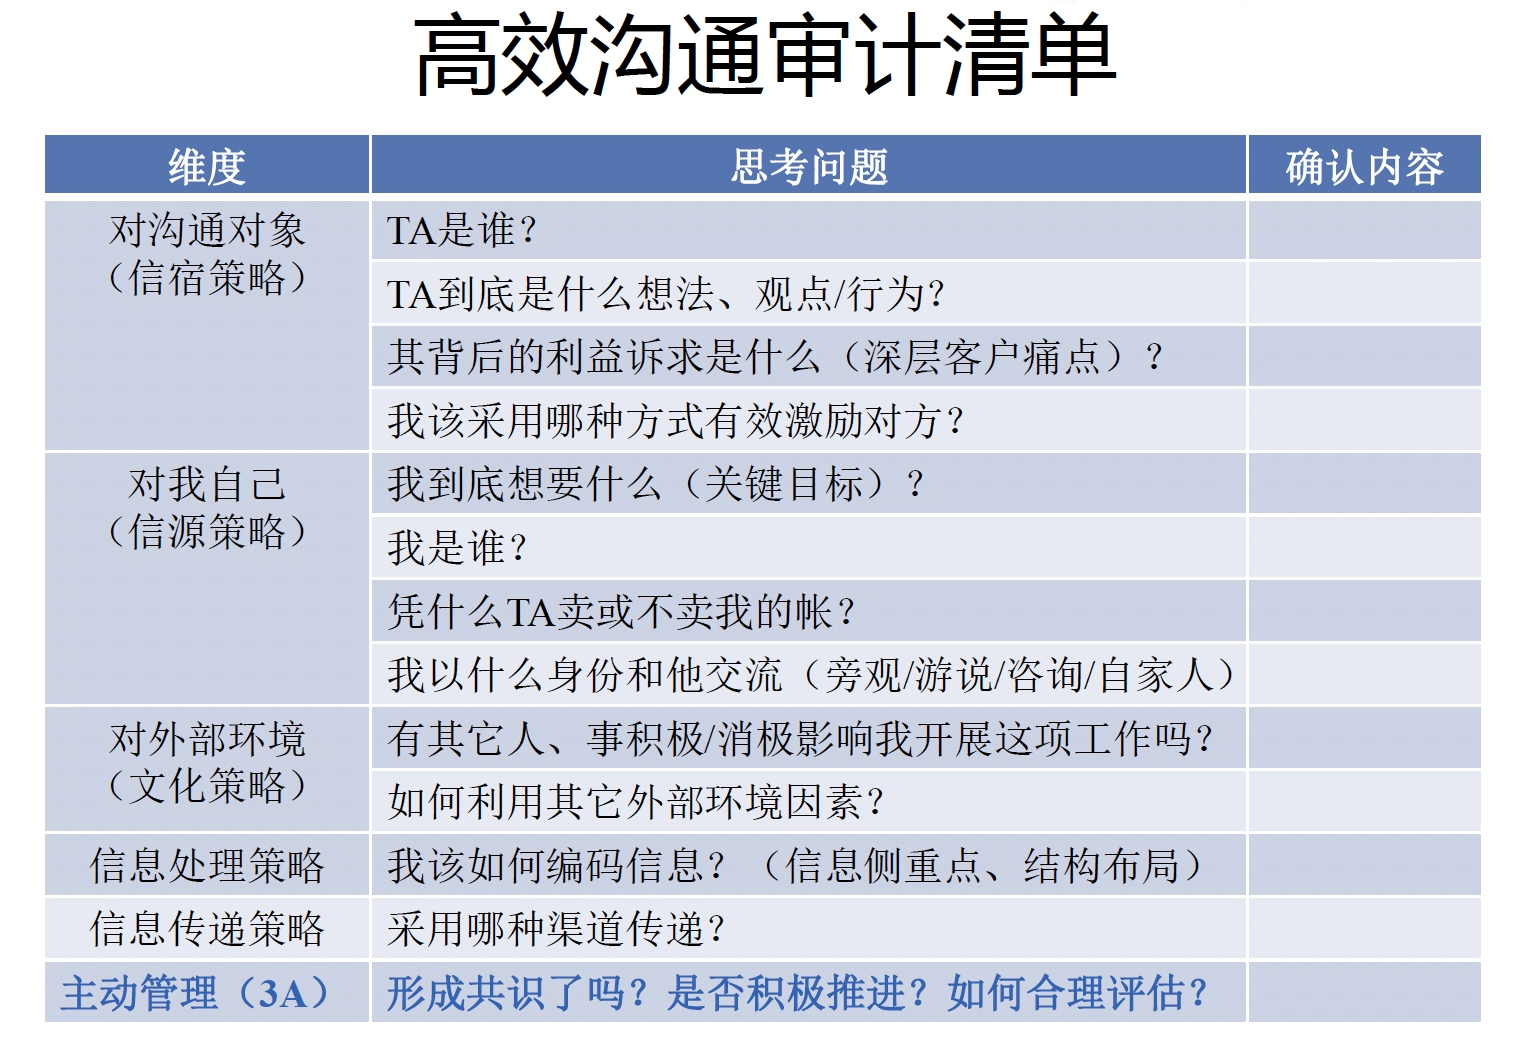 高效沟通审计清单
维度
思考问题
确认内容
对沟通对象
（信宿策略）
TA是谁？
TA到底是什么想法、观点/行为？
其背后的利益诉求是什么（深层客户痛点）？
我该采用哪种方式有效激励对方？
对我自己
（信源策略）
我到底想要什么（关键目标）？
我是谁？
凭什么TA卖或不卖我的帐？
我以什么身份和他交流（旁观/游说/咨询/自家人）
对外部环境
（文化策略）
有其它人、事积极/消极影响我开展这项工作吗？
如何利用其它外部环境因素？
信息处理策略
我该如何编码信息？（信息侧重点、结构布局）
信息传递策略
采用哪种渠道传递？
主动管理（3A）
形成共识了吗？是否积极推进？如何合理评估？